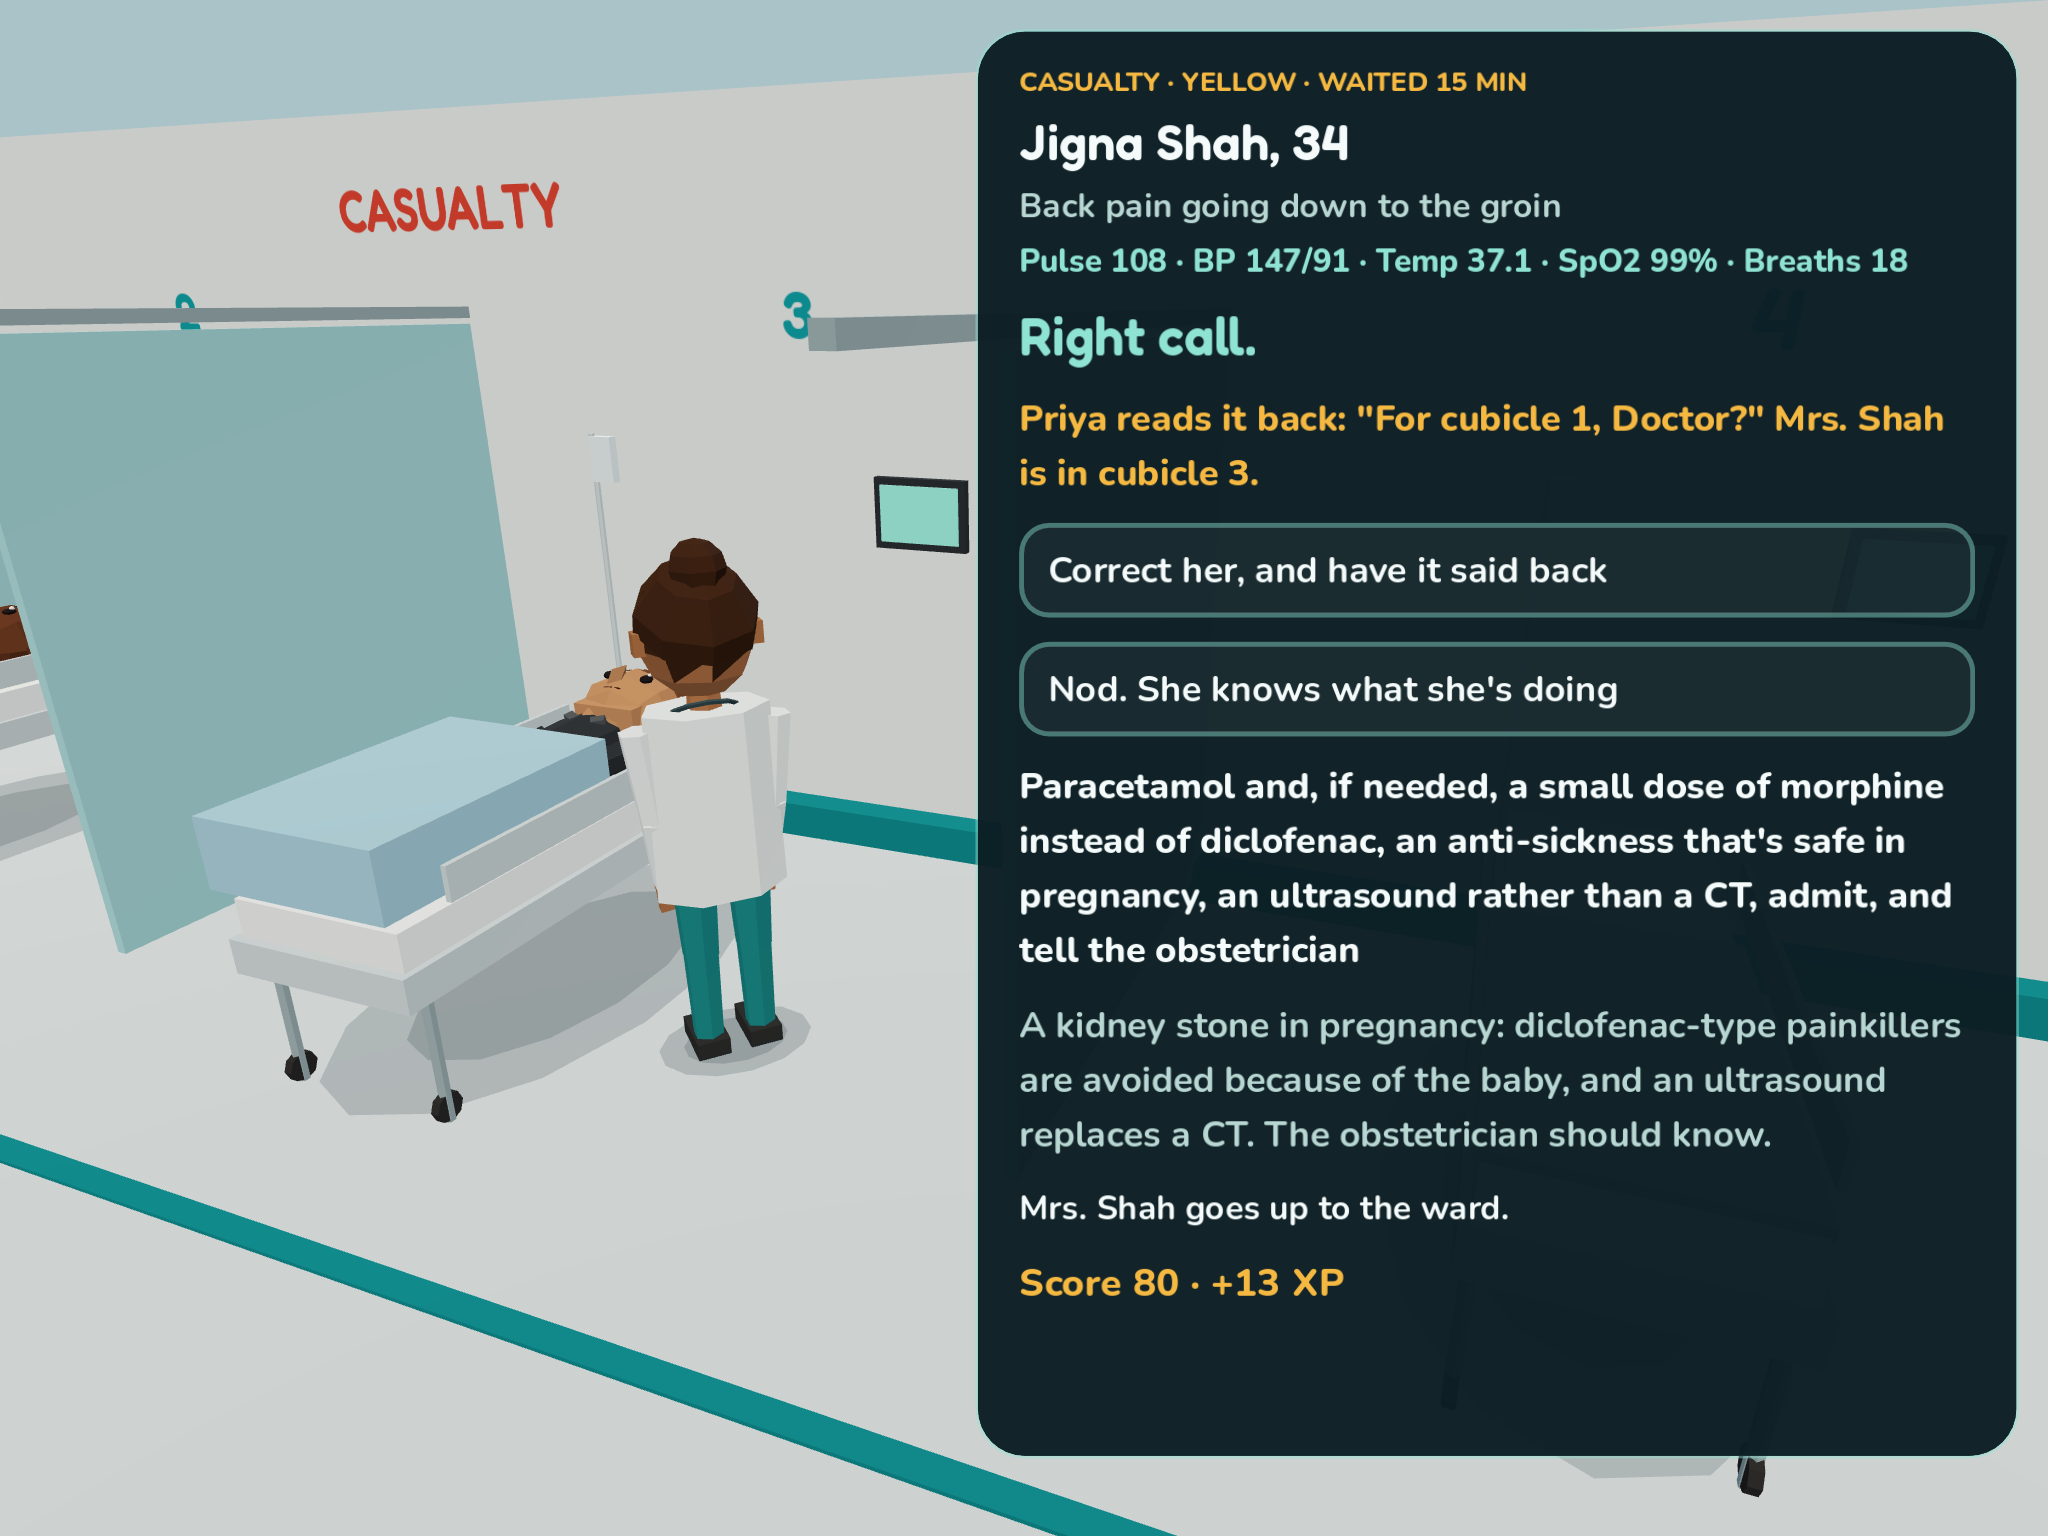 CASUALTY
2
3
4
CASUALTY · YELLOW · WAITED 15 MIN
Jigna Shah, 34
Back pain going down to the groin
Pulse 108 · BP 147/91 · Temp 37.1 · SpO2 99% · Breaths 18
Right call.
Priya reads it back: "For cubicle 1, Doctor?" Mrs. Shah
is in cubicle 3.
Correct her, and have it said back
Nod. She knows what she's doing
Paracetamol and, if needed, a small dose of morphine
instead of diclofenac, an anti-sickness that's safe in
pregnancy, an ultrasound rather than a CT, admit, and
tell the obstetrician
A kidney stone in pregnancy: diclofenac-type painkillers
are avoided because of the baby, and an ultrasound
replaces a CT. The obstetrician should know.
Mrs. Shah goes up to the ward.
Score 80 · +13 XP